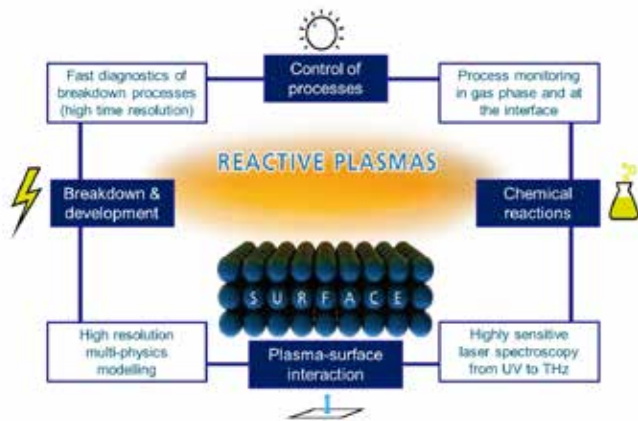 Fast diagnostics of
breakdown processes
(high time resolution)
Control of
processes
Process monitoring
in gas phase and at
the interface
REACTIVE PLASMAS
Breakdown &
development
Chemical
reactions
SURFACE
High resolution
multi-physics
modelling
Plasma-surface
interaction
Highly sensitive
laser spectroscopy
from UV to THz